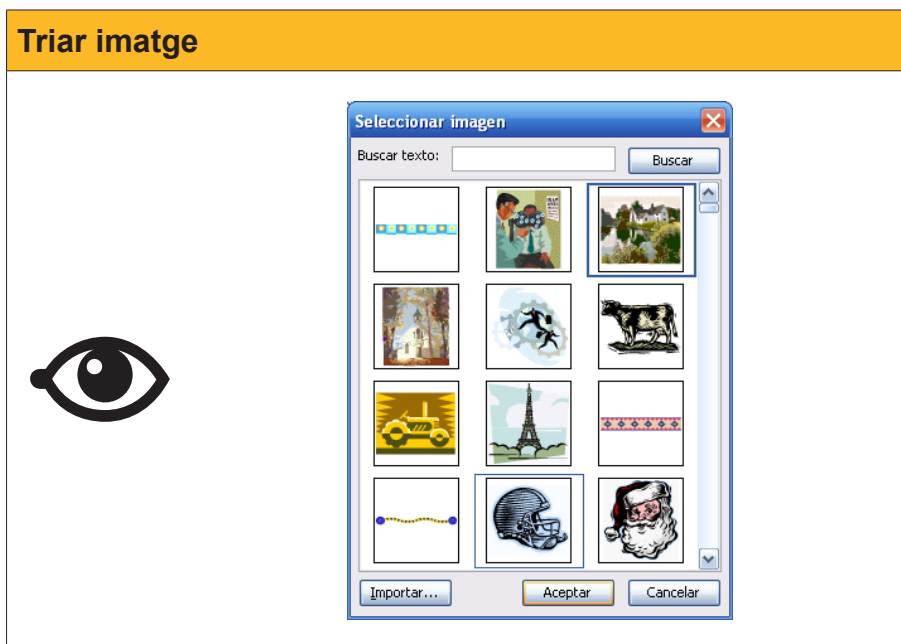 Triar imatge
Seleccionar imagen
Buscar texto:
Buscar
Importar...
Aceptar
Cancelar